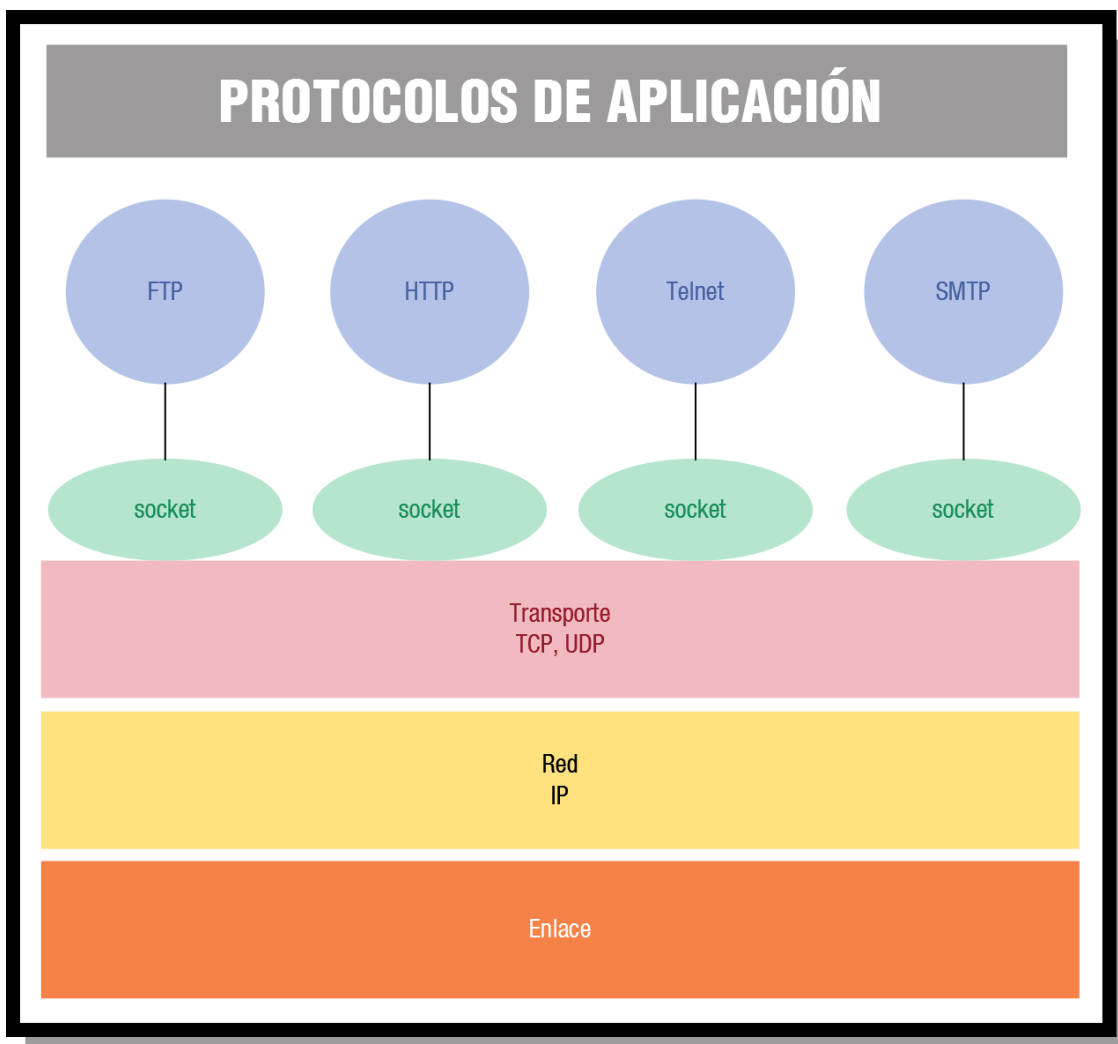 PROTOCOLOS DE APLICACIÓN
FTP
HTTP
Telnet
SMTP
socket
socket
socket
socket
Transporte
TCP, UDP
Red
IP
Enlace